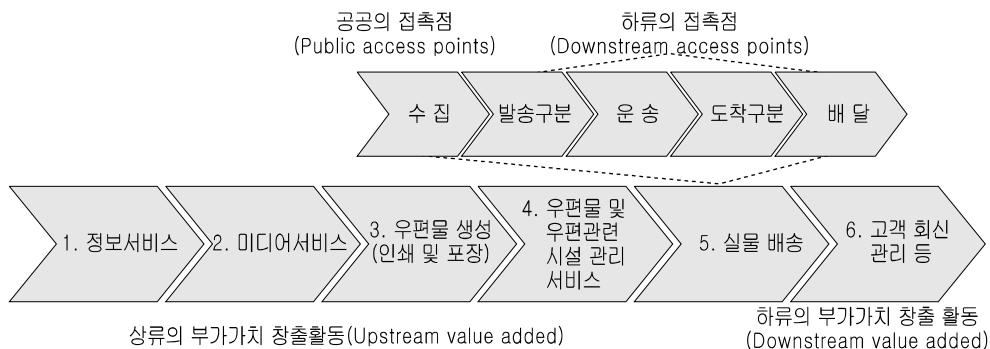 공공의 접촉점
(Public access points)
하류의 접촉점
(Downstream access points)
수 집
발송구분
운 송
도착구분
배 달
1. 정보서비스
2. 미디어서비스
3. 우편물 생성
(인쇄 및 포장)
4. 우편물 및
우편관련
시설 관리
서비스
5. 실물 배송
6. 고객 회신
관리 등
상류의 부가가치 창출활동(Upstream value added)
하류의 부가가치 창출 활동
(Downstream value added)